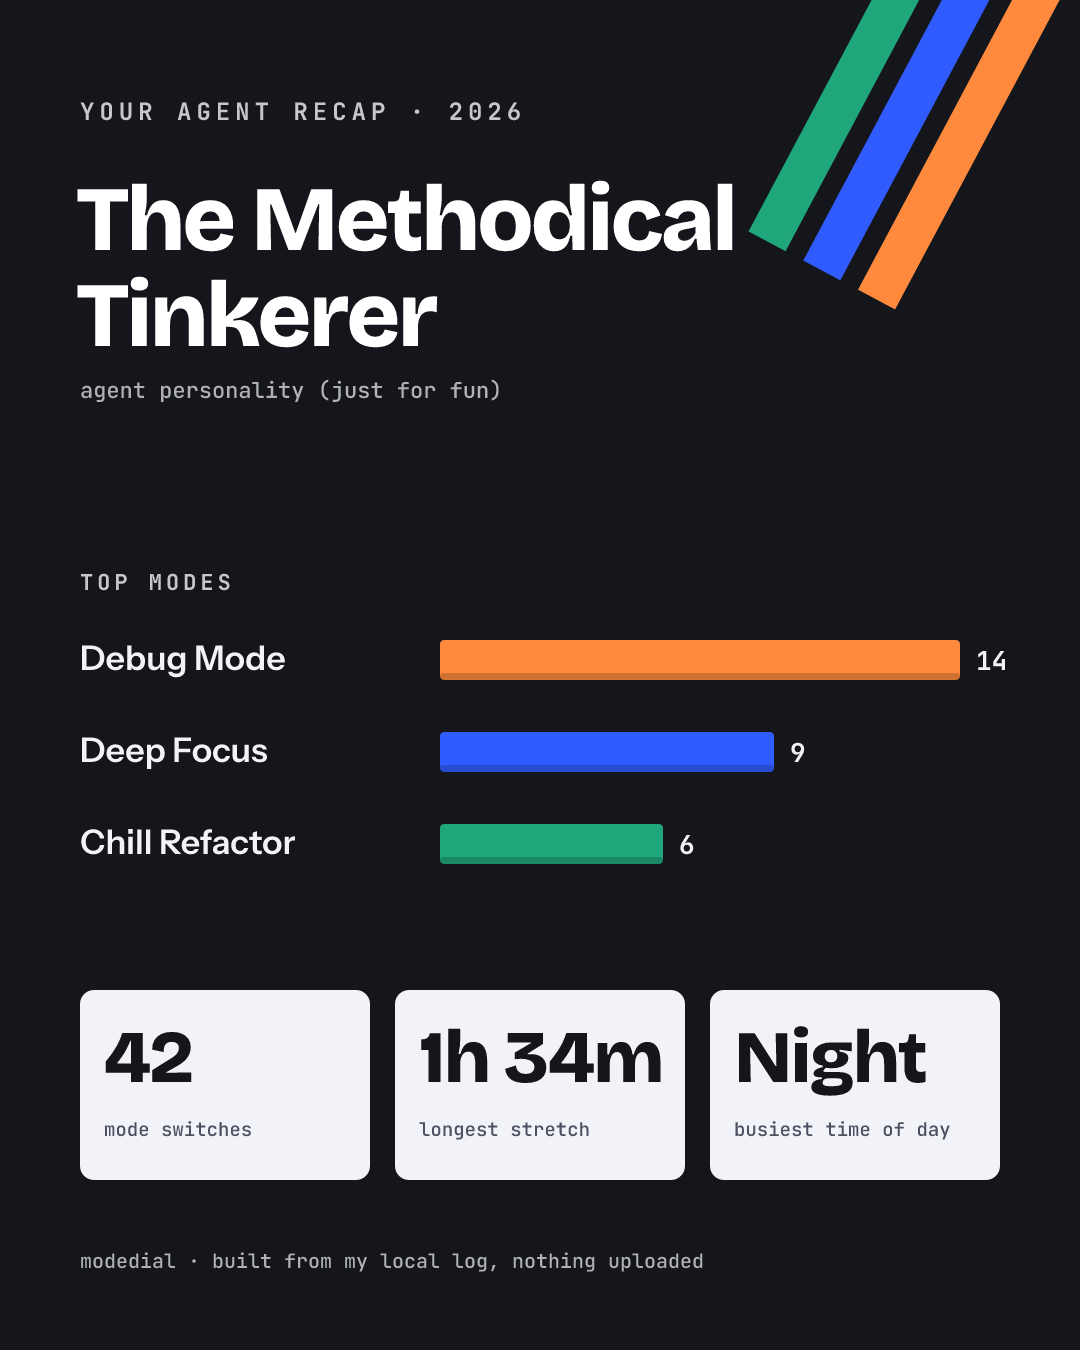 YOUR AGENT RECAP · 2026
The Methodical
Tinkerer
agent personality (just for fun)
TOP MODES
Debug Mode 14
Deep Focus 9
Chill Refactor 6
42 1h 34m Night
mode switches longest stretch busiest time of day
modedial · built from my local log, nothing uploaded